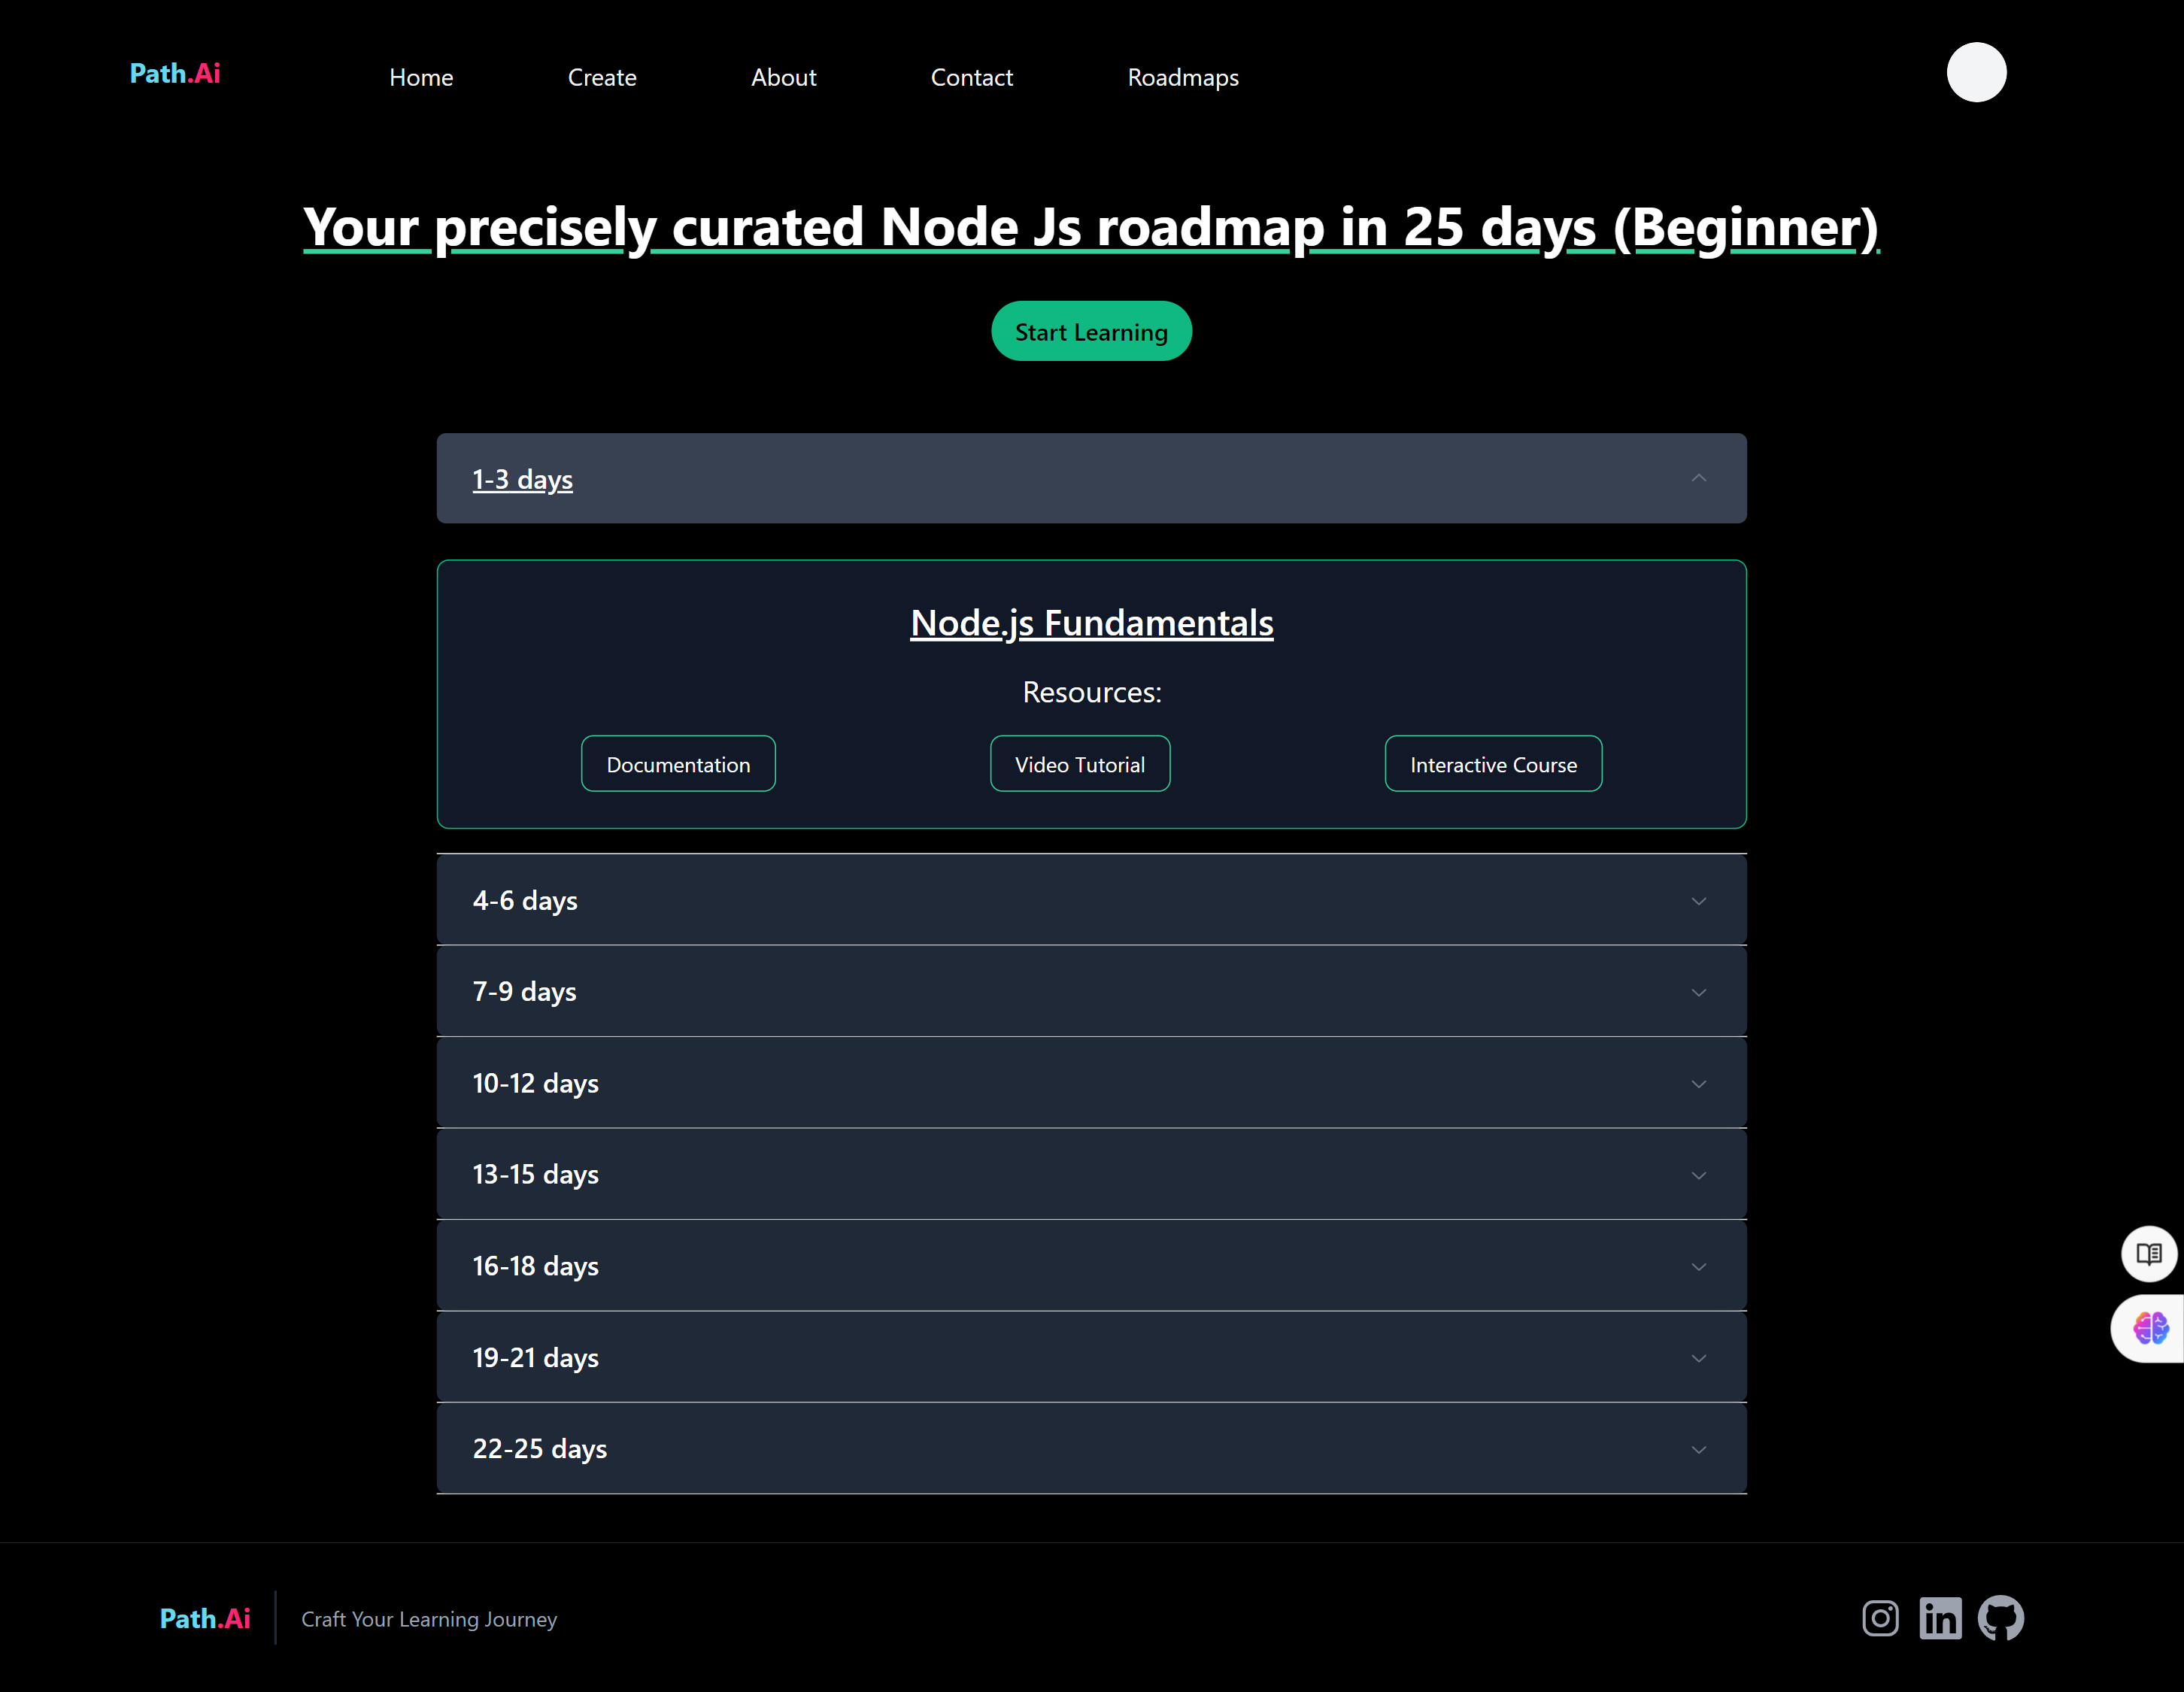 Path.Ai
Home Create About Contact Roadmaps
Your precisely curated Node Js roadmap in 25 days (Beginner)
Start Learning
1-3 days
Node.js Fundamentals
Resources:
Documentation Video Tutorial Interactive Course
4-6 days
7-9 days
10-12 days
13-15 days
16-18 days
19-21 days
22-25 days
Path.Ai Craft Your Learning Journey